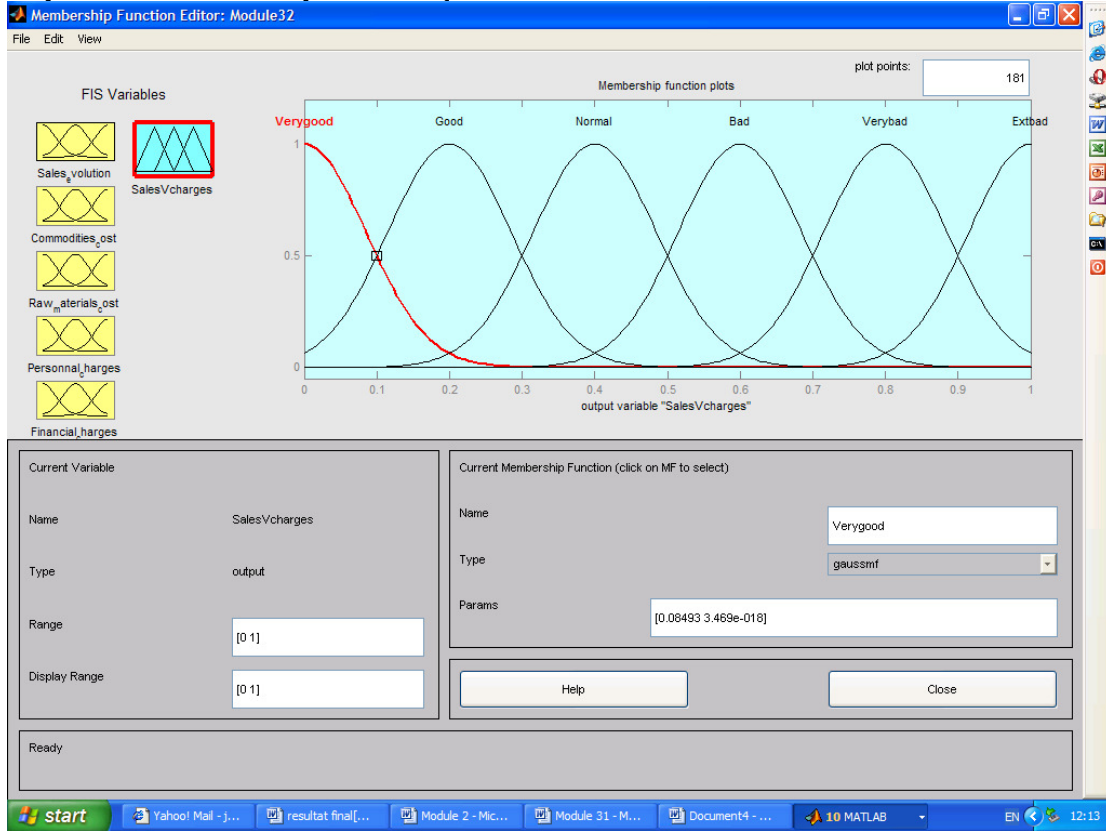 Membership Function Editor: Module32
File Edit View
FIS Variables
Sales_evolution
Commodities_cost
Raw_materials_cost
Personnal_charges
Financial_charges
SalesVcharges
plot points:
181
Membership function plots
Verygood Good Normal Bad Verybad Extbad
1
0.5
0
0 0.1 0.2 0.3 0.4 0.5 0.6 0.7 0.8 0.9 1
output variable "SalesVcharges"
Current Variable
Name SalesVcharges
Type output
Range [0 1]
Display Range [0 1]
Current Membership Function (click on MF to select)
Name Verygood
Type gaussmf
Params [0.08493 3.469e-018]
Help Close
Ready
start Yahoo! Mail - j... resultat final[... Module 2 - Mic... Module 31 - M... Document4 - ... 10 MATLAB EN 12:13